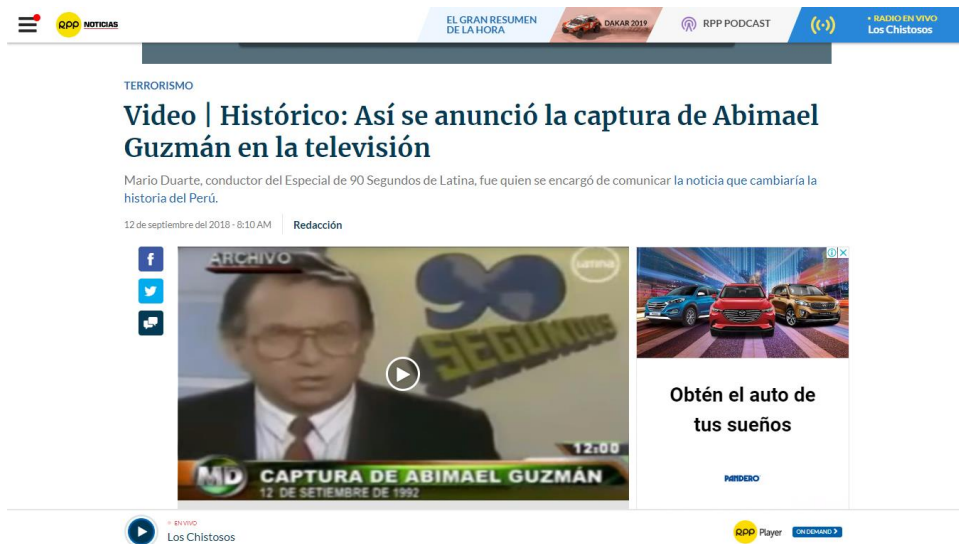 RPP NOTICIAS
EL GRAN RESUMEN
DE LA HORA
DAKAR 2019
RPP PODCAST
• RADIO EN VIVO
Los Chistosos
TERRORISMO
Video | Histórico: Así se anunció la captura de Abimael
Guzmán en la televisión
Mario Duarte, conductor del Especial de 90 Segundos de Latina, fue quien se encargó de comunicar la noticia que cambiaría la
historia del Perú.
12 de septiembre del 2018 - 8:10 AM
Redacción
ARCHIVO
Latina
90
SEGUNDOS
12:00
MD CAPTURA DE ABIMAEL GUZMÁN
12 DE SETIEMBRE DE 1992
Obtén el auto de
tus sueños
PANDERO
EN VIVO
Los Chistosos
RPP Player
ON DEMAND